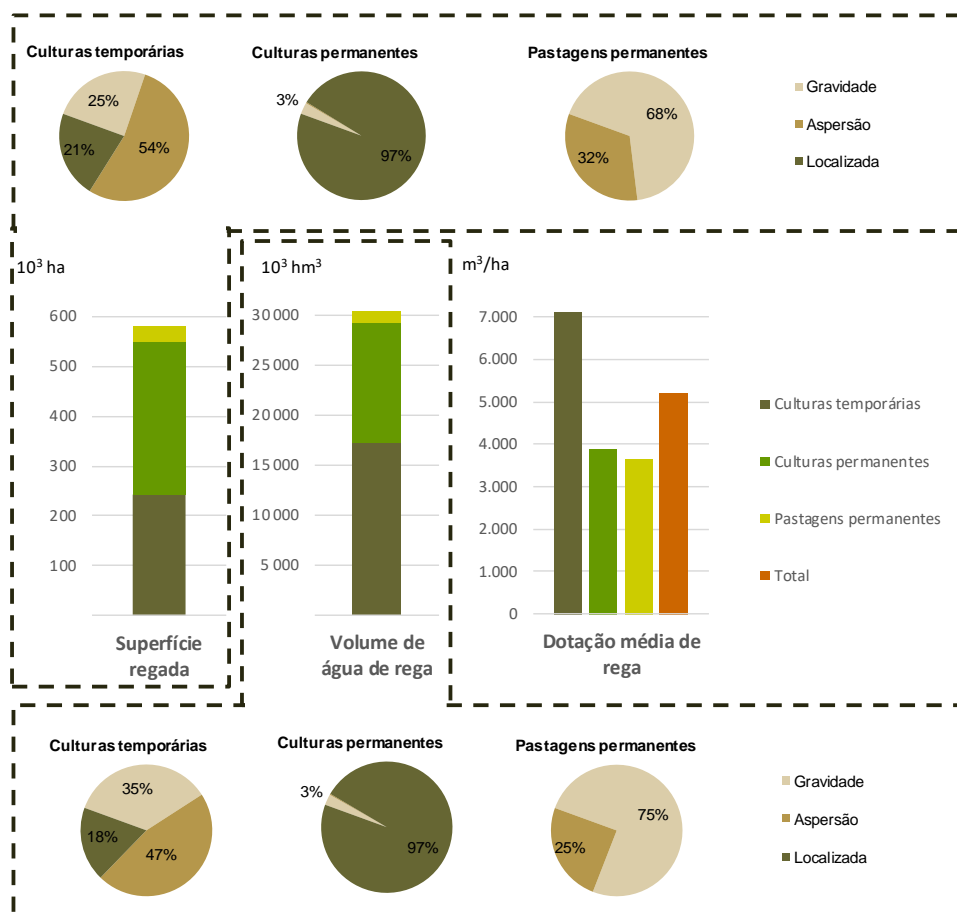 Culturas temporárias
Culturas permanentes
Pastagens permanentes
25%
54%
21%
3%
97%
68%
32%
Gravidade
Aspersão
Localizada
10³ ha
600
500
400
300
200
100
Superfície
regada
10³ hm³
30 000
25 000
20 000
15 000
10 000
5 000
Volume de
água de rega
m³/ha
7.000
6.000
5.000
4.000
3.000
2.000
1.000
0
Dotação média de
rega
Culturas temporárias
Culturas permanentes
Pastagens permanentes
Total
Culturas temporárias
Culturas permanentes
Pastagens permanentes
35%
47%
18%
3%
97%
75%
25%
Gravidade
Aspersão
Localizada